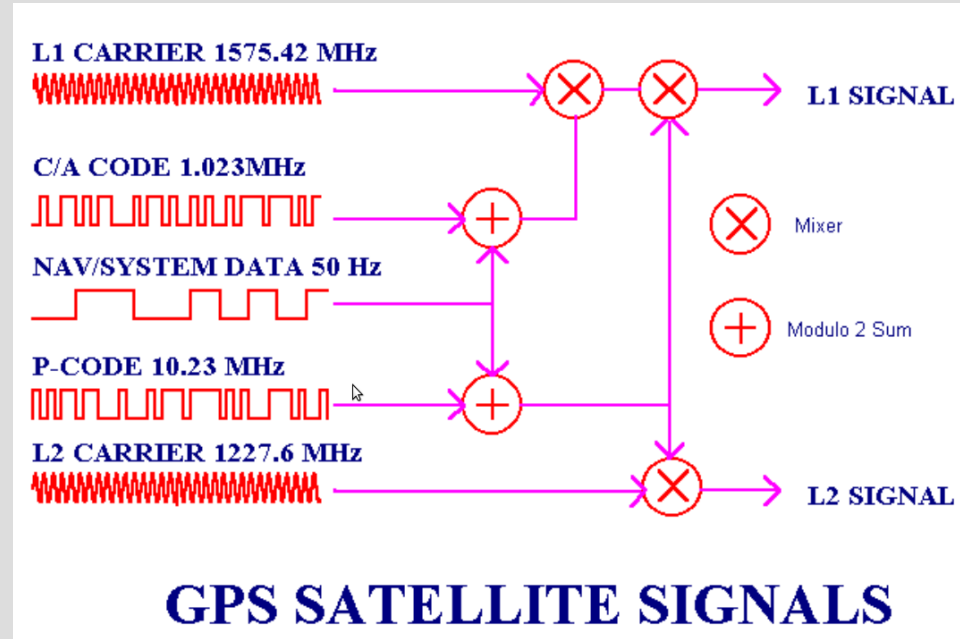 L1 CARRIER 1575.42 MHz
L1 SIGNAL
C/A CODE 1.023MHz
Mixer
NAV/SYSTEM DATA 50 Hz
Modulo 2 Sum
P-CODE 10.23 MHz
L2 CARRIER 1227.6 MHz
L2 SIGNAL
GPS SATELLITE SIGNALS